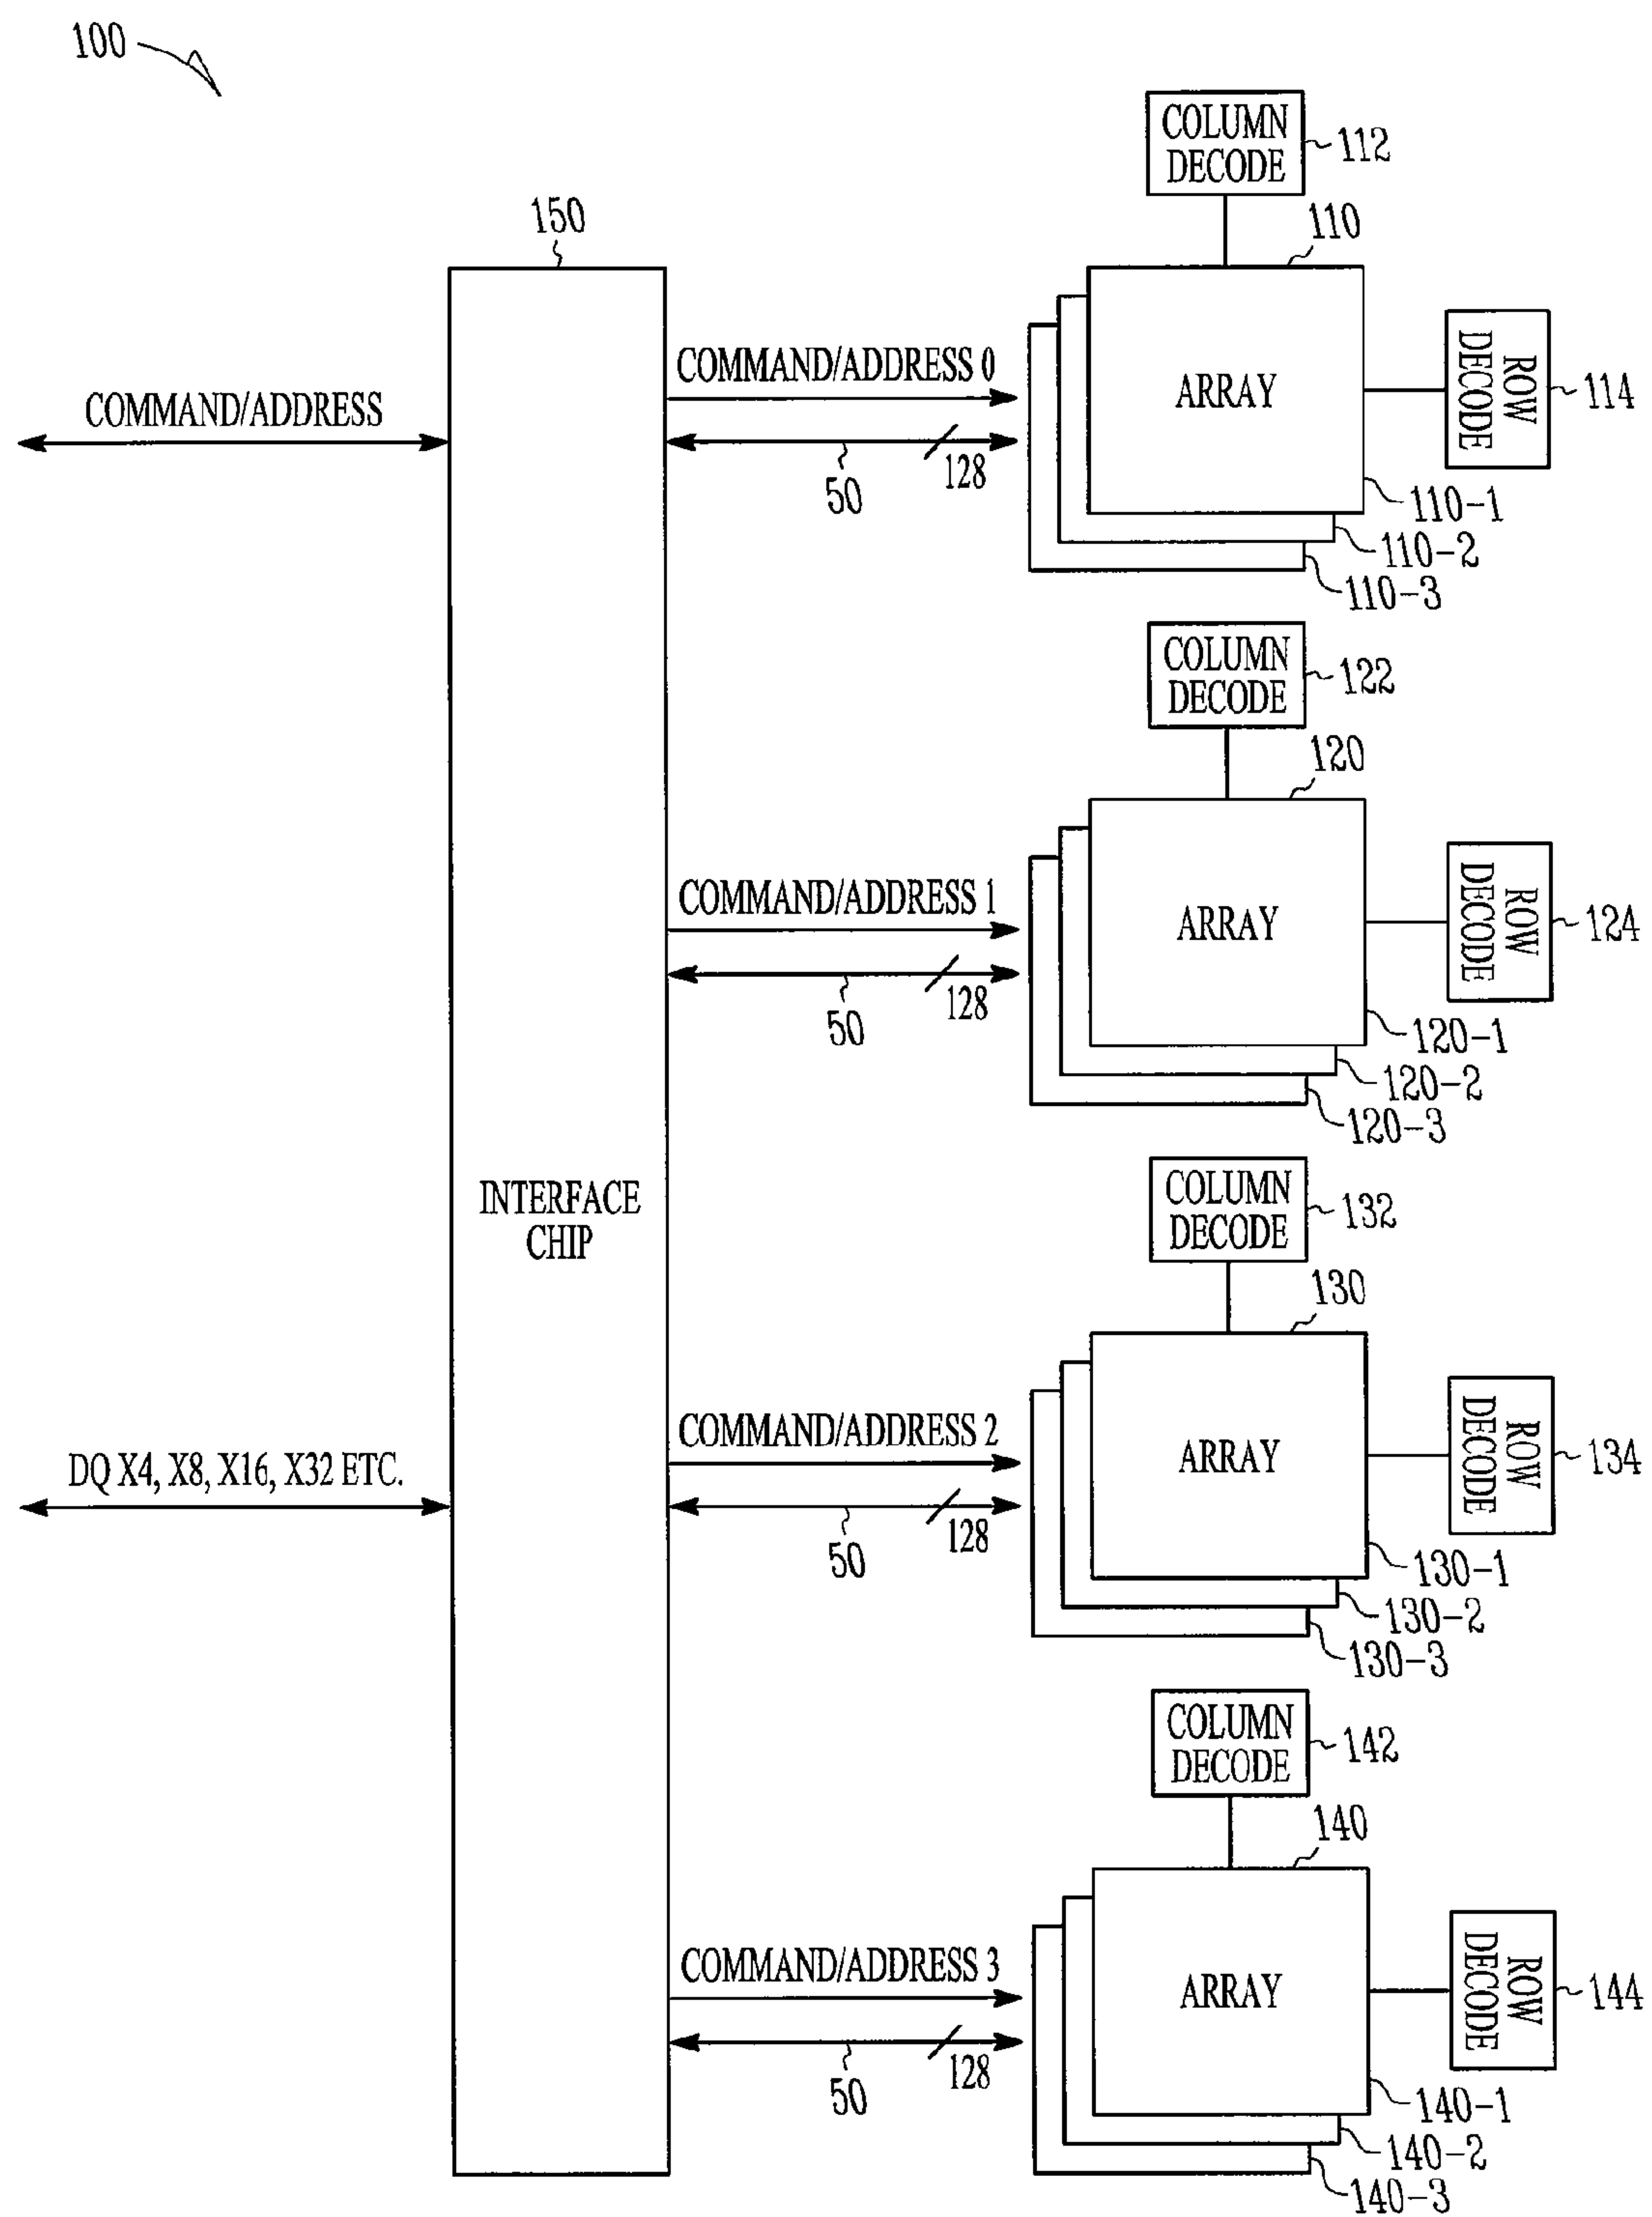 100
COLUMN
DECODE
112
150
110
COMMAND/ADDRESS 0
ARRAY
ROW
DECODE
114
COMMAND/ADDRESS
50
128
110-1
110-2
110-3
COLUMN
DECODE
122
120
COMMAND/ADDRESS 1
ARRAY
ROW
DECODE
124
50
128
120-1
120-2
120-3
INTERFACE
CHIP
COLUMN
DECODE
132
130
COMMAND/ADDRESS 2
ARRAY
ROW
DECODE
134
DQ X4, X8, X16, X32 ETC.
50
128
130-1
130-2
130-3
COLUMN
DECODE
142
140
COMMAND/ADDRESS 3
ARRAY
ROW
DECODE
144
50
128
140-1
140-2
140-3